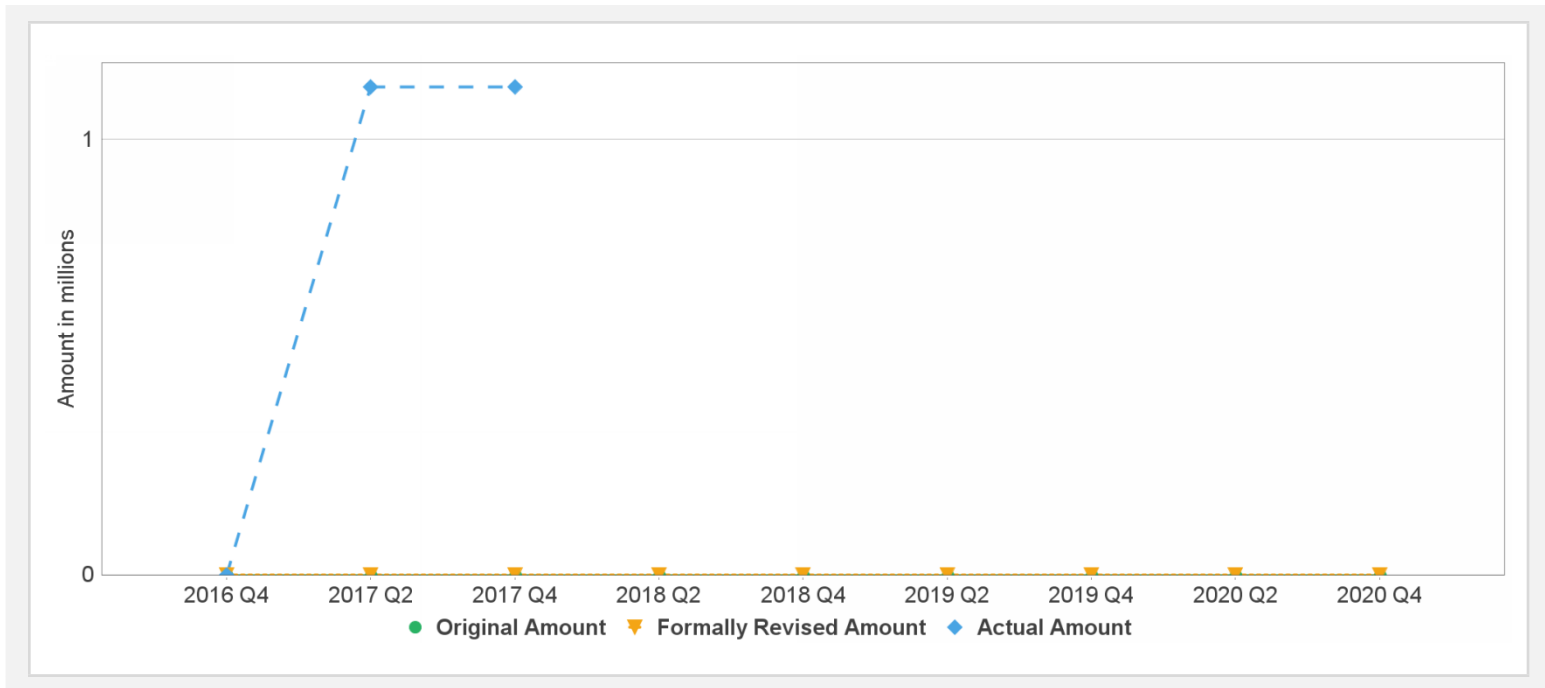 1
Amount in millions
0
2016 Q4 2017 Q2 2017 Q4 2018 Q2 2018 Q4 2019 Q2 2019 Q4 2020 Q2 2020 Q4
Original Amount Formally Revised Amount Actual Amount